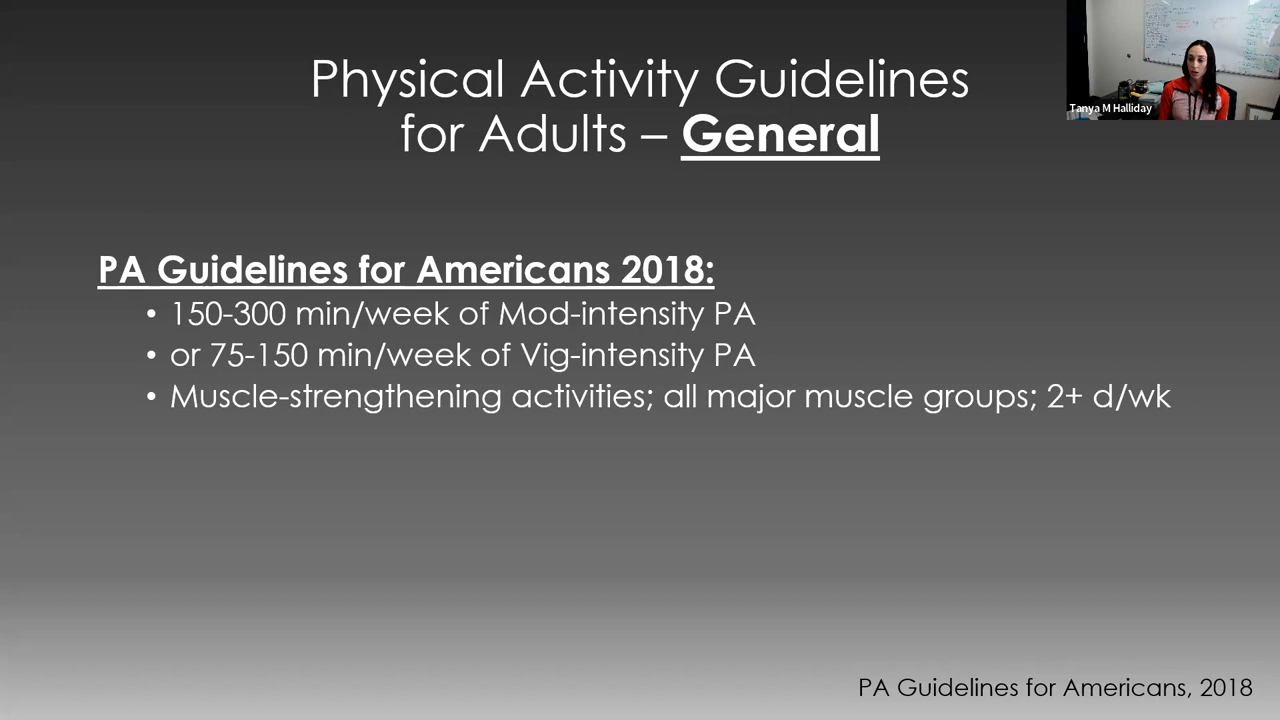 Physical Activity Guidelines
for Adults – General
Tanya M Halliday
PA Guidelines for Americans 2018:
• 150-300 min/week of Mod-intensity PA
• or 75-150 min/week of Vig-intensity PA
• Muscle-strengthening activities; all major muscle groups; 2+ d/wk
PA Guidelines for Americans, 2018